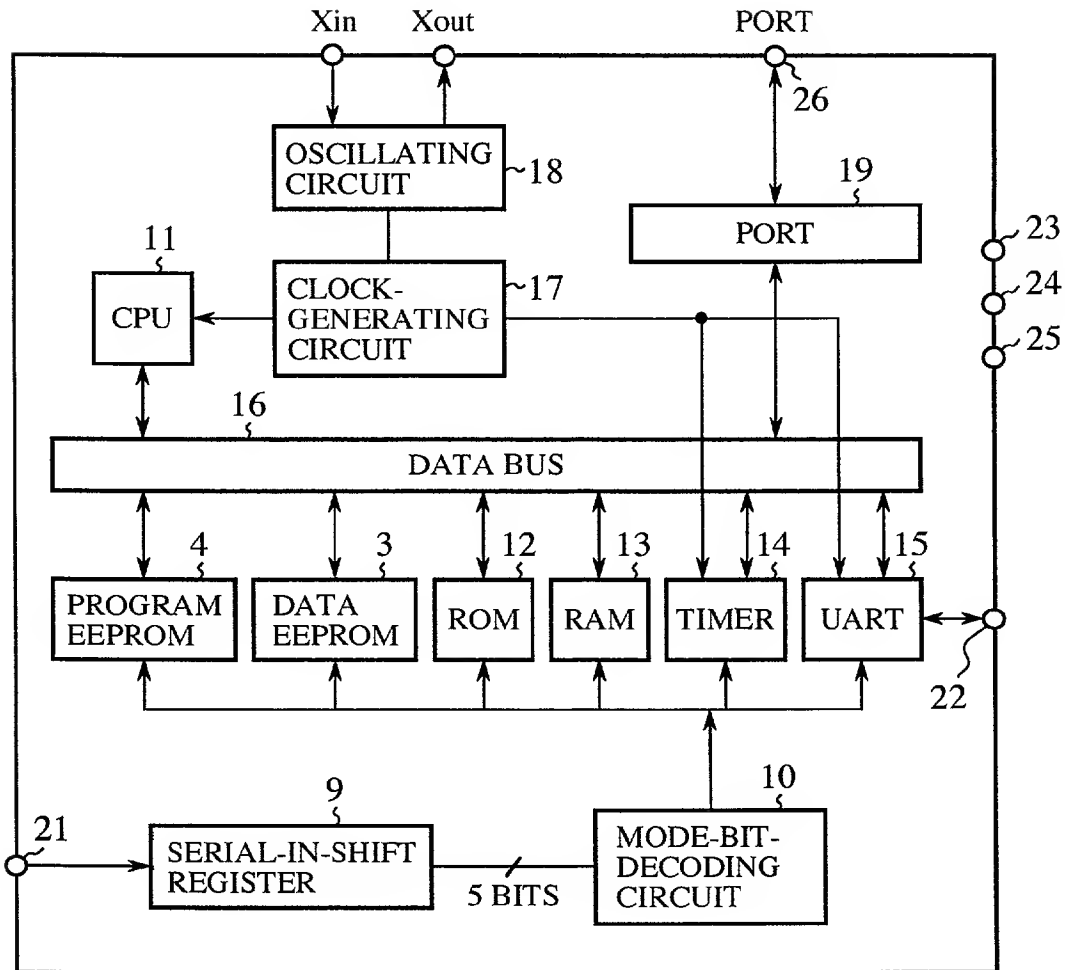 Xin Xout PORT
26
OSCILLATING
CIRCUIT
18
19
PORT
23
11
CPU
CLOCK-
GENERATING
CIRCUIT
17
24
25
16
DATA BUS
4
3
12
13
14
15
PROGRAM
EEPROM
DATA
EEPROM
ROM
RAM
TIMER
UART
22
9
10
21
SERIAL-IN-SHIFT
REGISTER
5 BITS
MODE-BIT-
DECODING
CIRCUIT